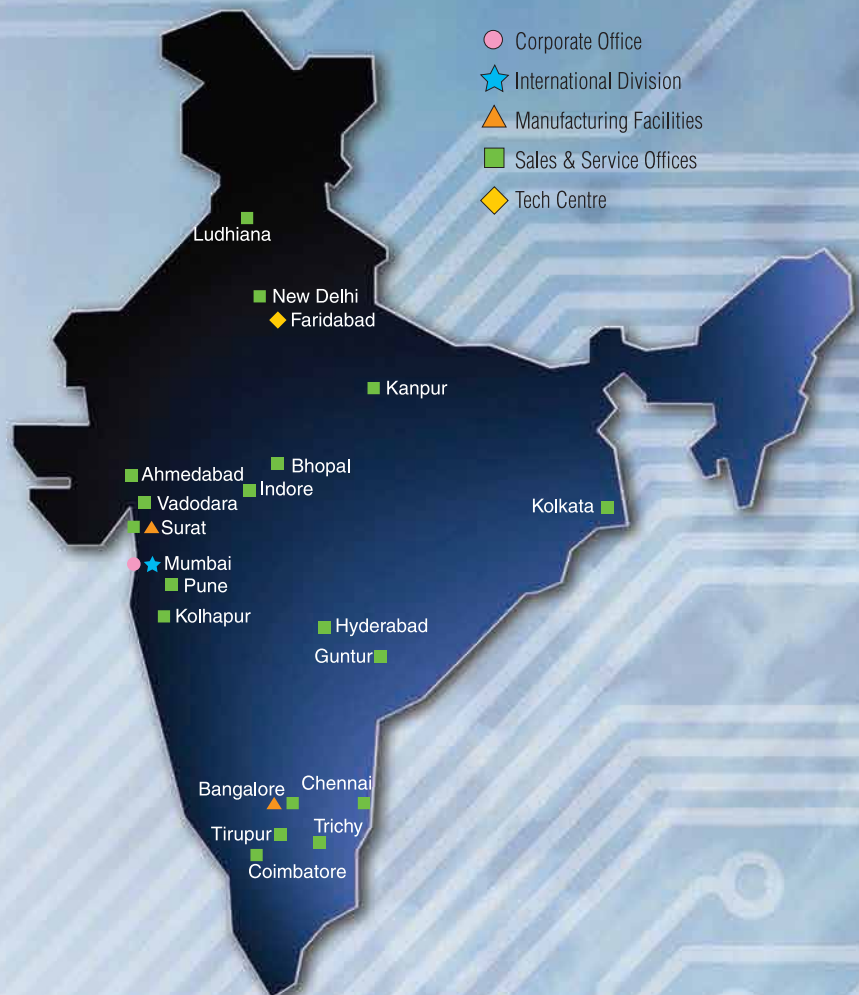 Corporate Office
International Division
Manufacturing Facilities
Sales & Service Offices
Tech Centre
Ludhiana
New Delhi
Faridabad
Kanpur
Bhopal
Ahmedabad
Indore
Vadodara
Kolkata
Surat
Mumbai
Pune
Kolhapur
Hyderabad
Guntur
Chennai
Bangalore
Trichy
Tirupur
Coimbatore